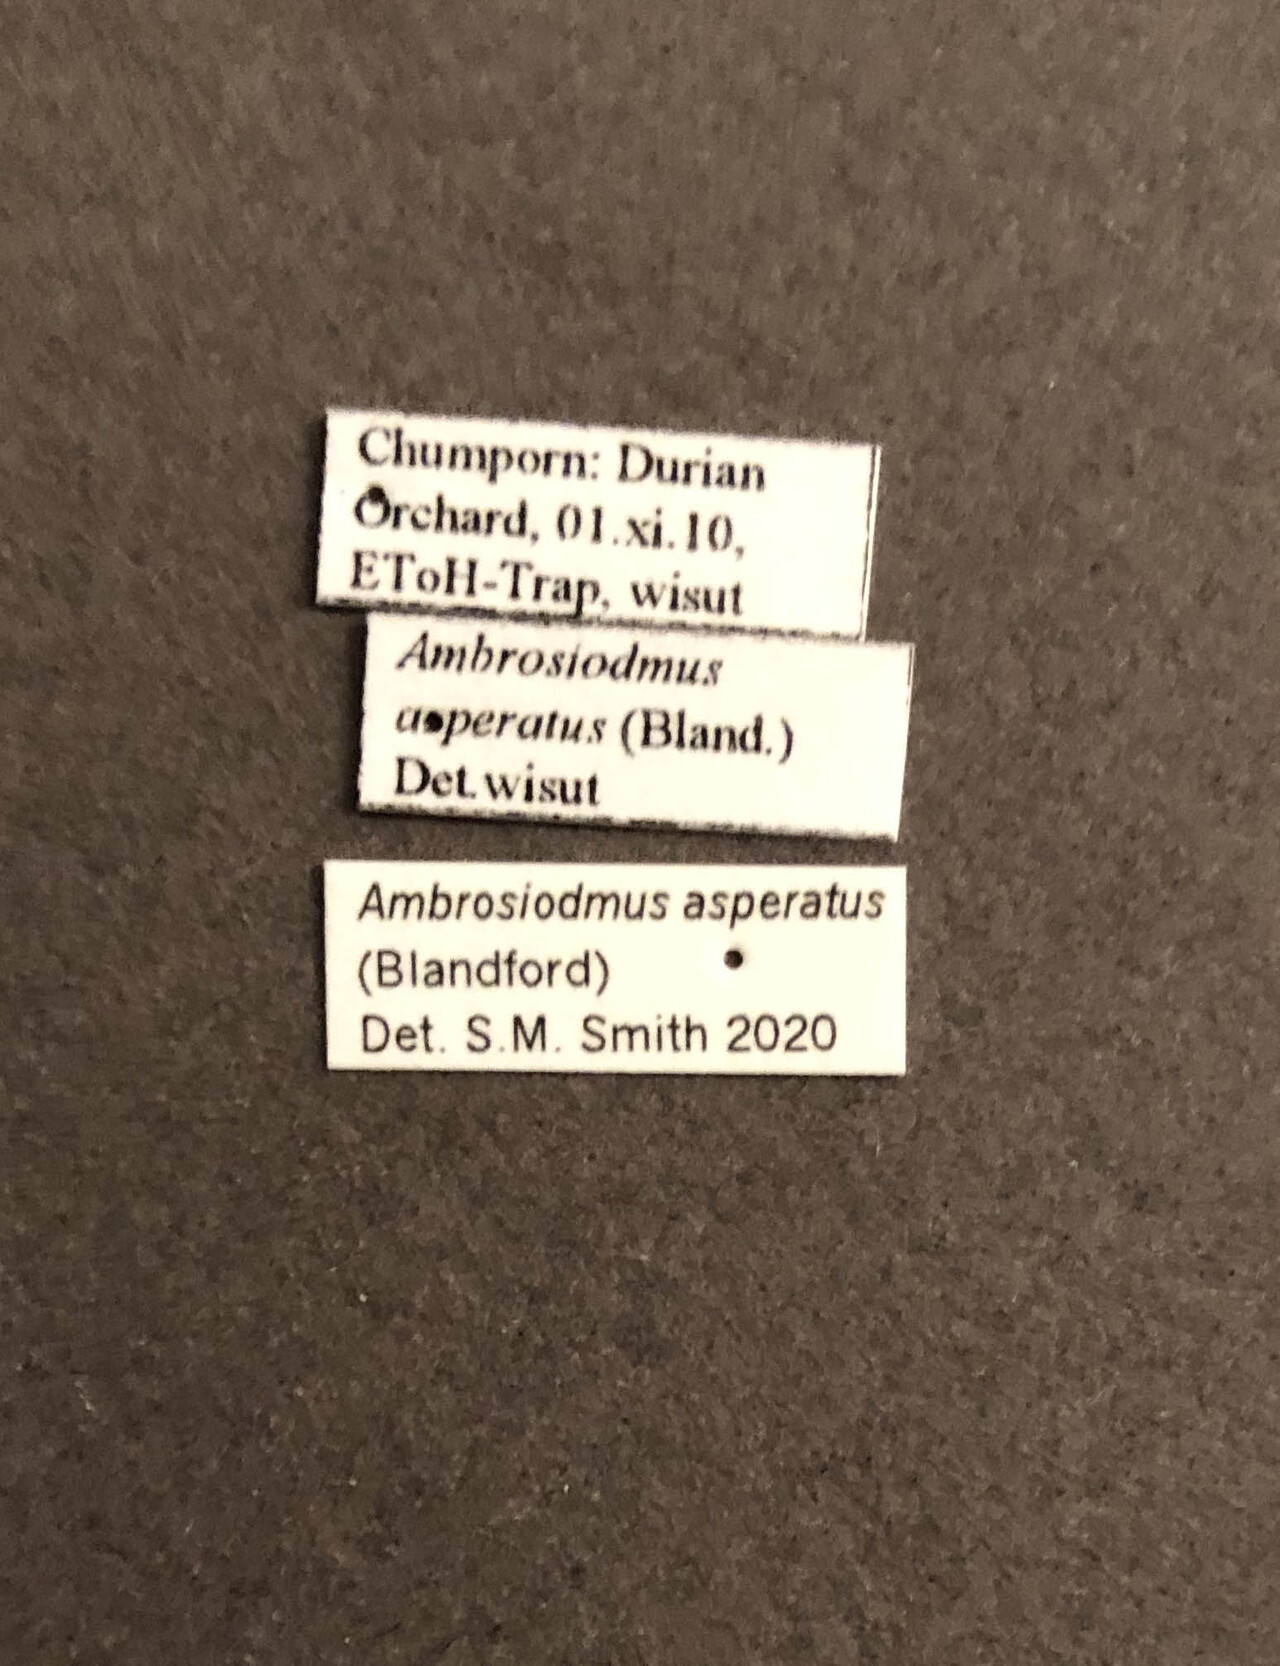 Chumporn: Durian
Orchard, 01.xi.10,
EToH-Trap, wisut
Ambrosiodmus
asperatus (Bland.)
Det.wisut
Ambrosiodmus asperatus
(Blandford)
Det. S.M. Smith 2020